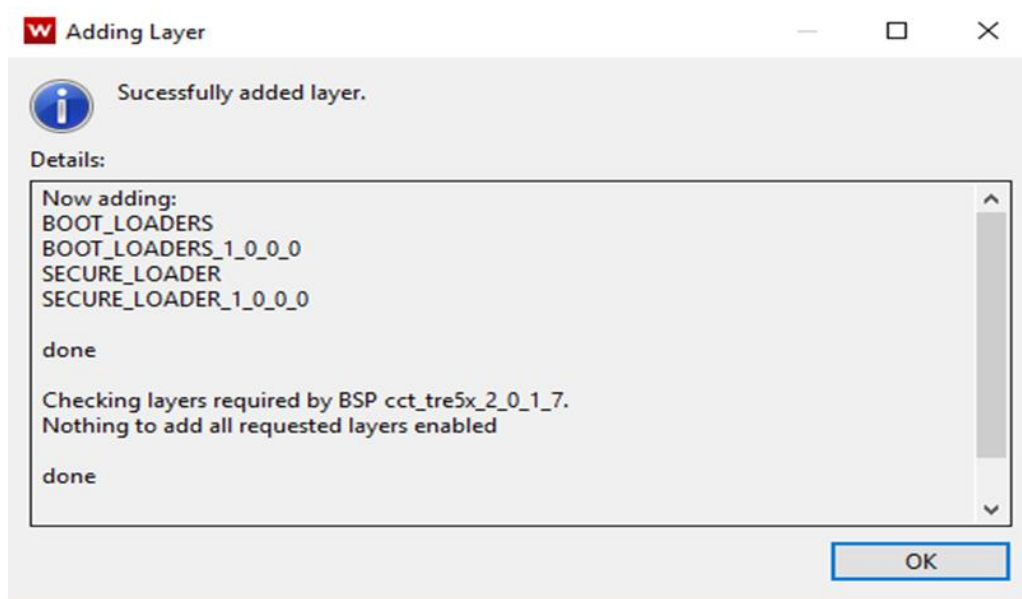 Adding Layer
Sucessfully added layer.
Details:
Now adding:
BOOT_LOADERS
BOOT_LOADERS_1_0_0_0
SECURE_LOADER
SECURE_LOADER_1_0_0_0
done
Checking layers required by BSP cct_tre5x_2_0_1_7.
Nothing to add all requested layers enabled
done
OK